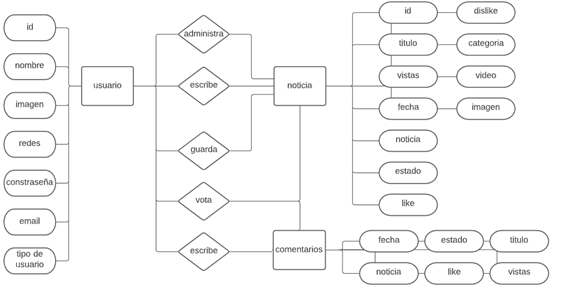 id
nombre
imagen
redes
constraseña
email
tipo de
usuario
usuario
administra
escribe
guarda
vota
escribe
noticia
comentarios
id
dislike
titulo
categoria
vistas
video
fecha
imagen
noticia
estado
like
fecha
estado
titulo
noticia
like
vistas